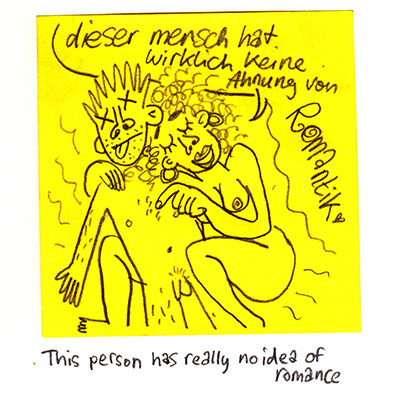 dieser mensch hat
wirklich keine
Ahnung von
Romantik
This person has really no idea of
romance